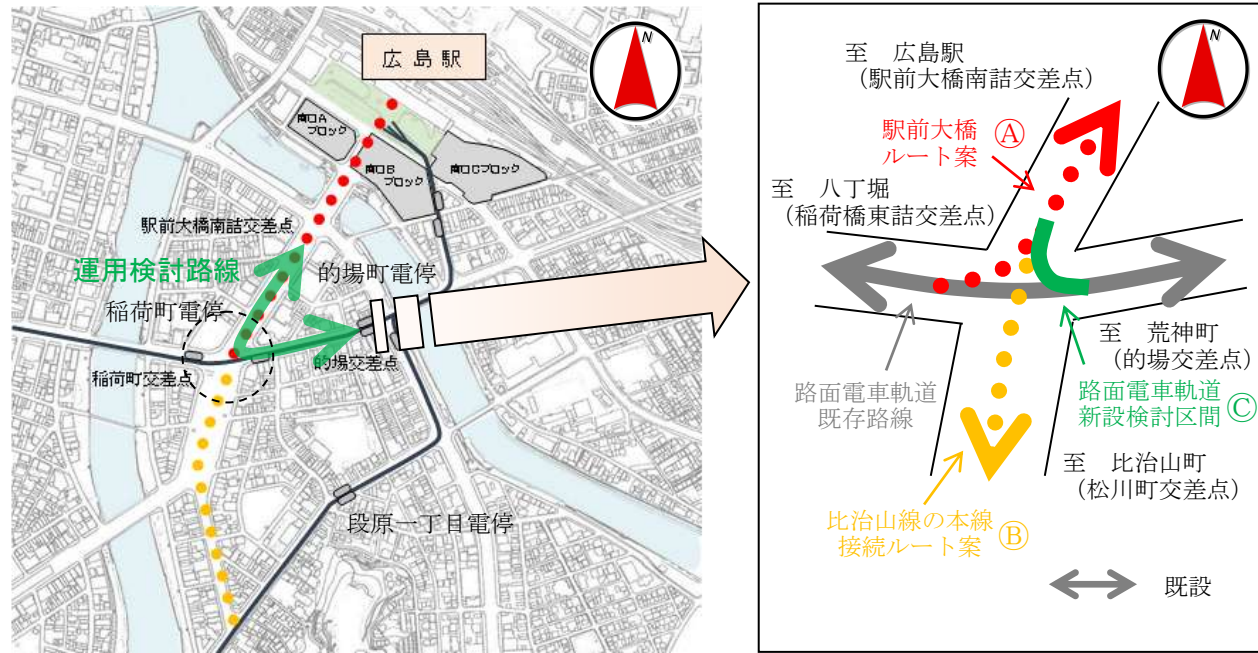 広島駅
N
南口A
ブロック
南口B
ブロック
南口Cブロック
駅前大橋南詰交差点
運用検討路線
的場町電停
稲荷町電停
的場交差点
稲荷町交差点
段原一丁目電停
N
至 広島駅
(駅前大橋南詰交差点)
駅前大橋 Ⓐ
ルート案
至 八丁堀
(稲荷橋東詰交差点)
至 荒神町
(的場交差点)
路面電車軌道
既存路線
路面電車軌道
新設検討区間 Ⓒ
至 比治山町
(松川町交差点)
比治山線の本線
接続ルート案 Ⓑ
既設